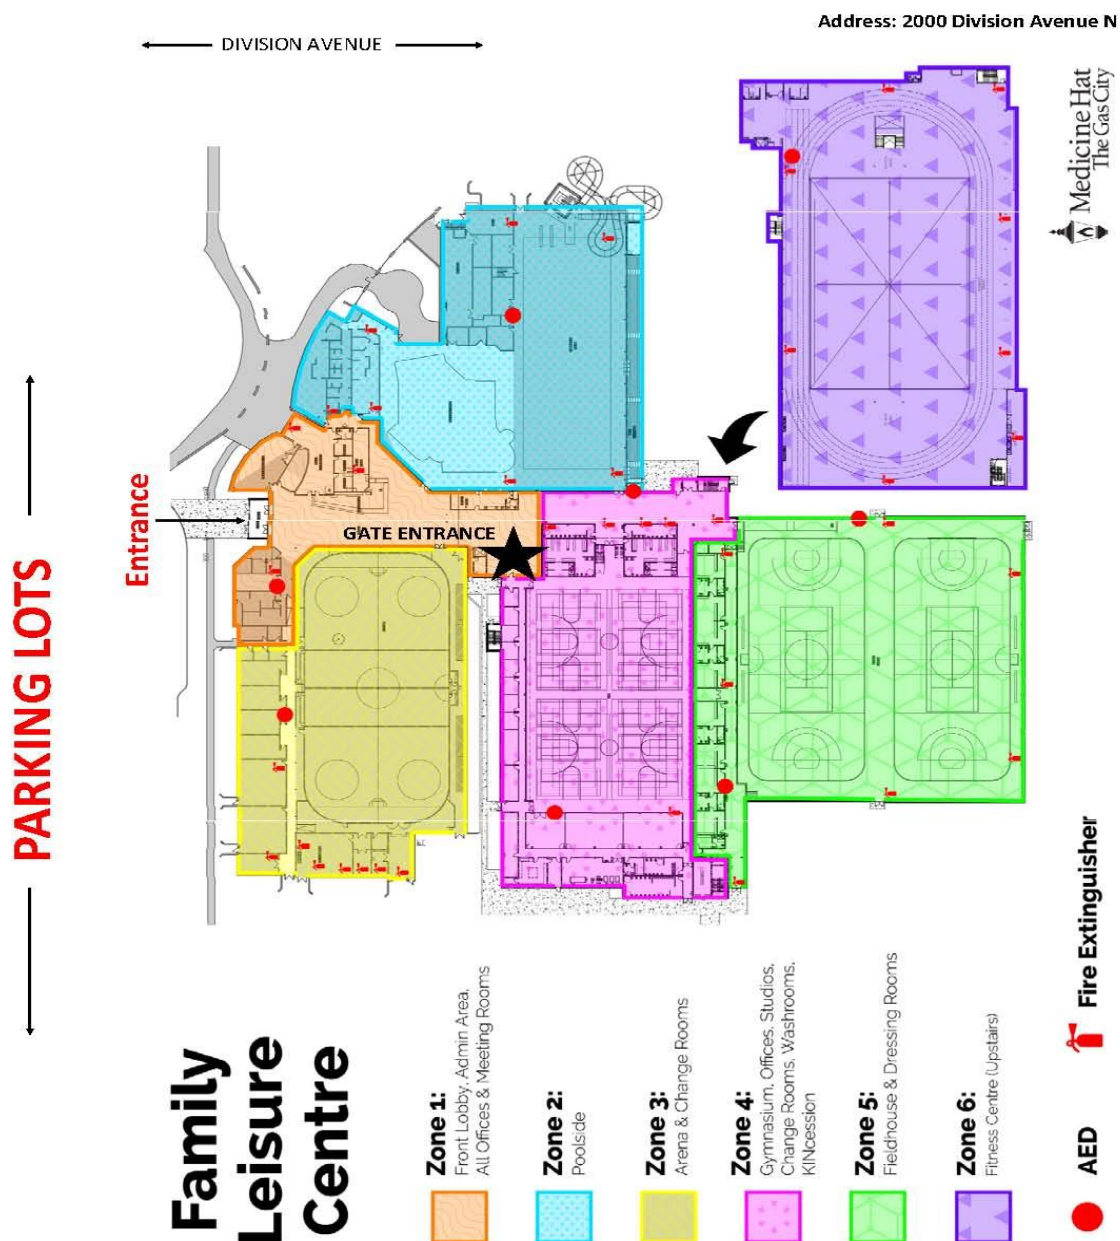 Address: 2000 Division Avenue N
DIVISION AVENUE
Medicine Hat
The Gas City
PARKING LOTS
Entrance
GATE ENTRANCE
Family
Leisure
Centre
Zone 1:
Front Lobby, Admin Area,
All Offices & Meeting Rooms
Zone 2:
Poolside
Zone 3:
Arena & Change Rooms
Zone 4:
Gymnasium, Offices, Studios,
Change Rooms, Washrooms,
KINcession
Zone 5:
Fieldhouse & Dressing Rooms
Zone 6:
Fitness Centre (Upstairs)
AED
Fire Extinguisher